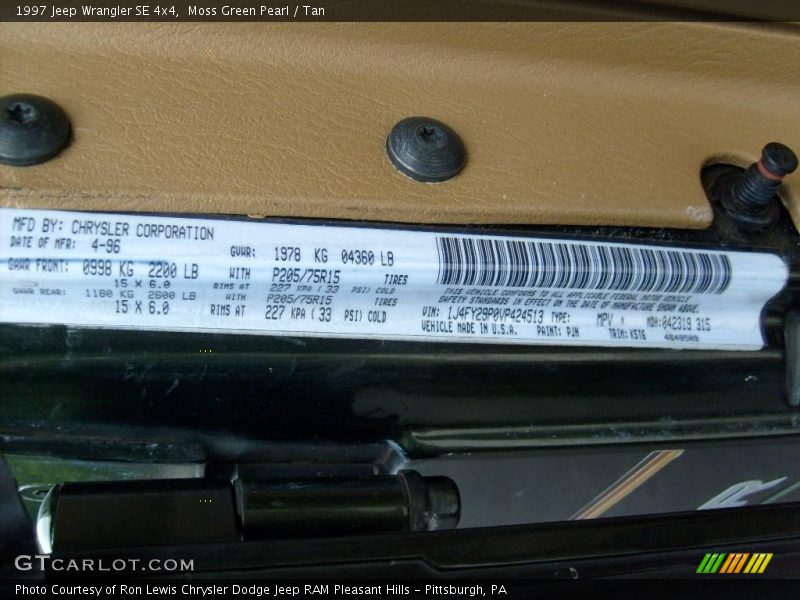 1997 Jeep Wrangler SE 4x4, Moss Green Pearl / Tan
MFD BY: CHRYSLER CORPORATION
DATE OF MFR: 4-96 GVWR: 1978 KG 04360 LB
GAWR FRONT: 0998 KG 2200 LB WITH P205/75R15 TIRES
15 X 6.0 RIMS AT 227 KPA ( 33 PSI) COLD
GAWR REAR: 1180 KG 2600 LB WITH P205/75R15 TIRES
15 X 6.0 RIMS AT 227 KPA ( 33 PSI) COLD
THIS VEHICLE CONFORMS TO ALL APPLICABLE FEDERAL MOTOR VEHICLE
SAFETY STANDARDS IN EFFECT ON THE DATE OF MANUFACTURE SHOWN ABOVE.
VIN: 1J4FY29P0VP424513 TYPE: MPV MDH: 042319 315
VEHICLE MADE IN U.S.A. PAINT: PJN TRIM: K5T6 4648509
GTCARLOT.COM
Photo Courtesy of Ron Lewis Chrysler Dodge Jeep RAM Pleasant Hills - Pittsburgh, PA